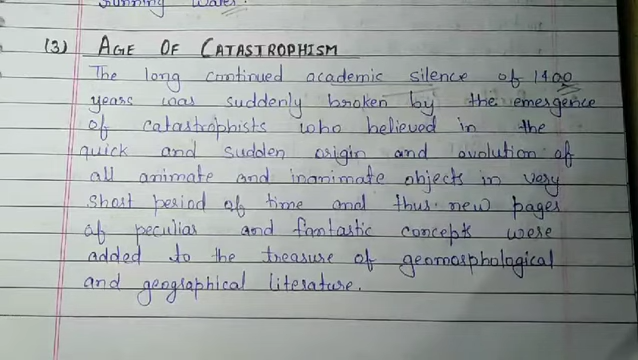 Running Water.
(3) AGE OF CATASTROPHISM
The long continued academic silence of 1400
years was suddenly broken by the emergence
of catastrophists who believed in the
quick and sudden origin and evolution of
all animate and inanimate objects in very
short period of time and thus new pages
of peculiar and fantastic concepts were
added to the treasure of geomorphological
and geographical literature.